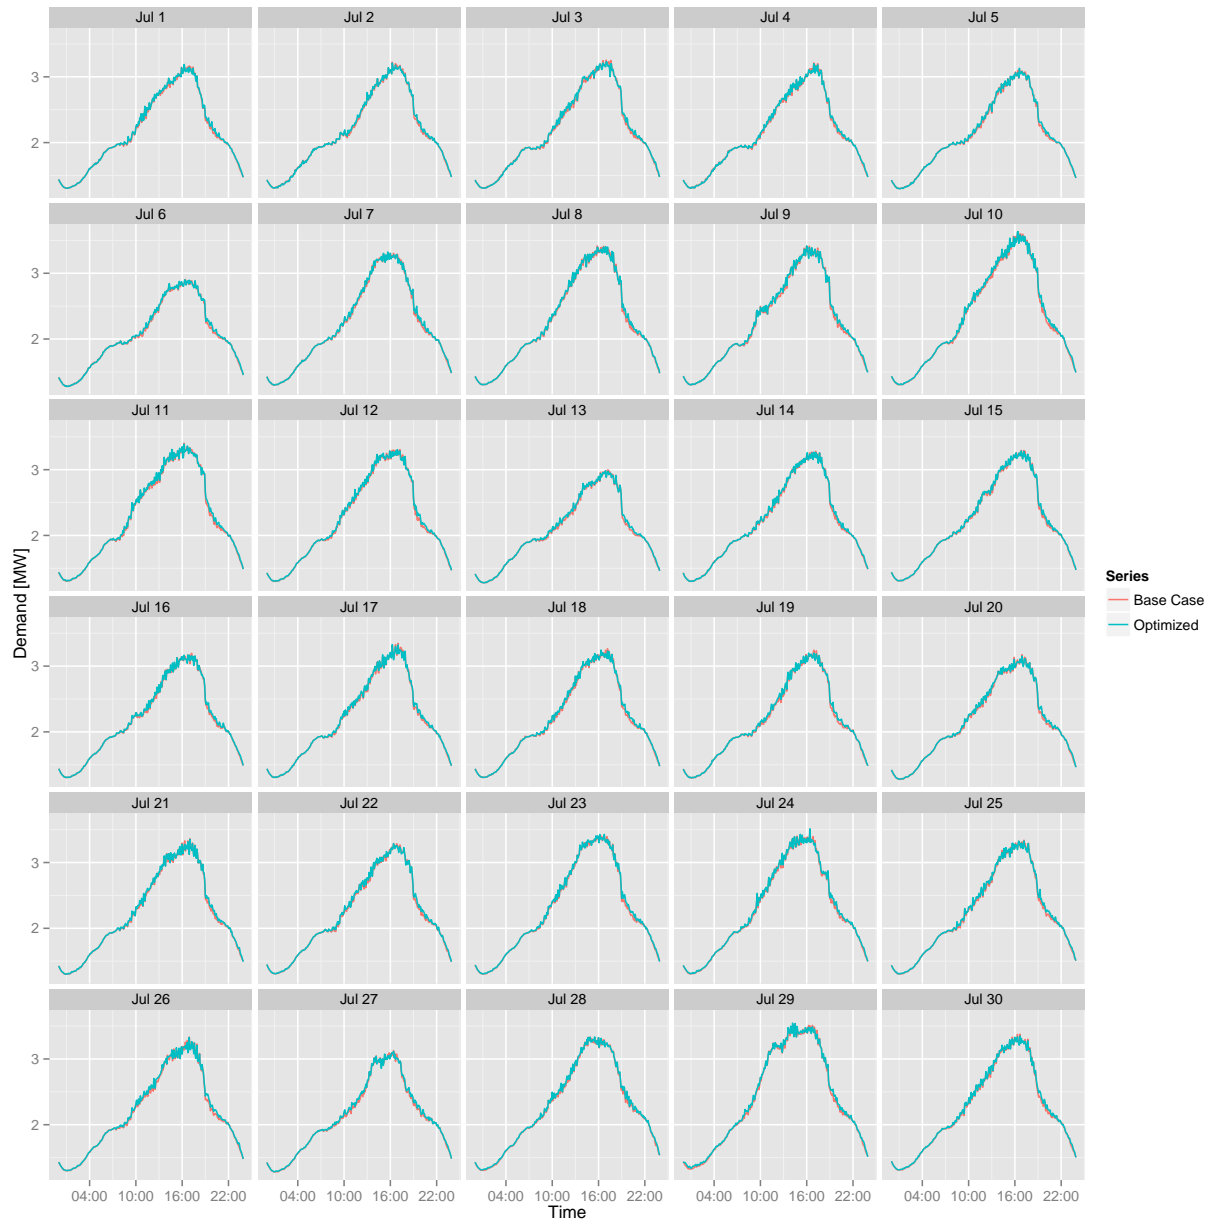 Jul 1 Jul 2 Jul 3 Jul 4 Jul 5
3
2
Jul 6 Jul 7 Jul 8 Jul 9 Jul 10
3
2
Jul 11 Jul 12 Jul 13 Jul 14 Jul 15
3
2
Demand [MW]
Series
Base Case
Optimized
Jul 16 Jul 17 Jul 18 Jul 19 Jul 20
3
2
Jul 21 Jul 22 Jul 23 Jul 24 Jul 25
3
2
Jul 26 Jul 27 Jul 28 Jul 29 Jul 30
3
2
04:00 10:00 16:00 22:00 04:00 10:00 16:00 22:00 04:00 10:00 16:00 22:00 04:00 10:00 16:00 22:00 04:00 10:00 16:00 22:00
Time